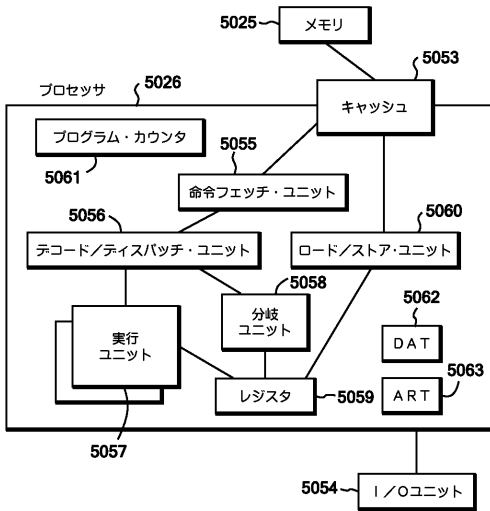 5025
メモリ
5053
プロセッサ
5026
キャッシュ
プログラム・カウンタ
5061
5055
命令フェッチ・ユニット
5056
5060
デコード/ディスパッチ・ユニット
ロード/ストア・ユニット
5058
分岐
ユニット
5062
DAT
実行
ユニット
5063
レジスタ
5059
ART
5057
5054
I/Oユニット